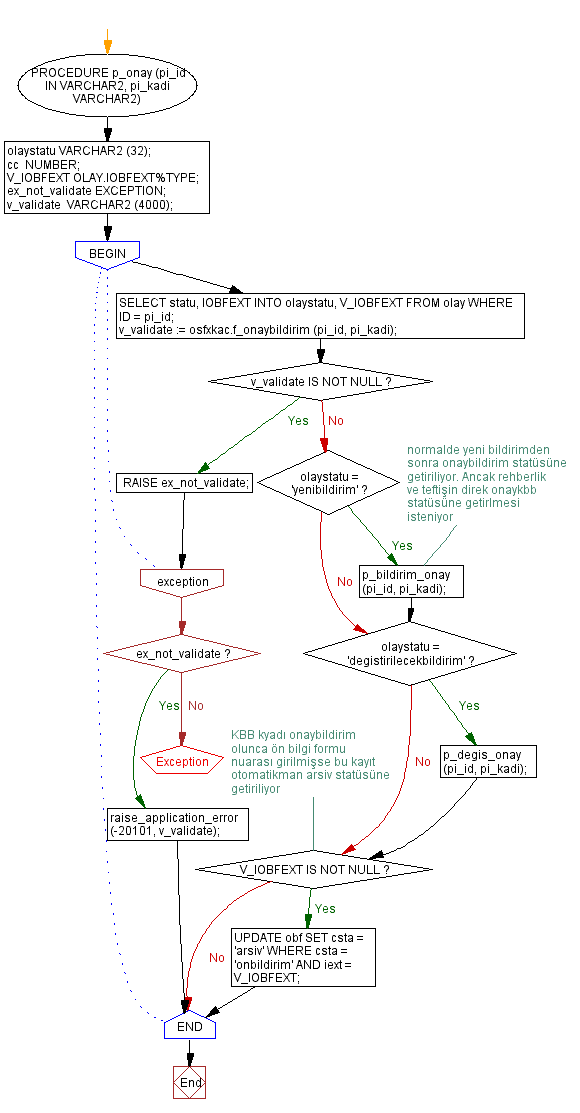 PROCEDURE p_onay (pi_id
IN VARCHAR2, pi_kadi
VARCHAR2)
olaystatu VARCHAR2 (32);
cc  NUMBER;
V_IOBFEXT OLAY.IOBFEXT%TYPE;
ex_not_validate EXCEPTION;
v_validate  VARCHAR2 (4000);
BEGIN
SELECT statu, IOBFEXT INTO olaystatu, V_IOBFEXT FROM olay WHERE
ID = pi_id;
v_validate := osfxkac.f_onaybildirim (pi_id, pi_kadi);
v_validate IS NOT NULL ?
Yes
No
RAISE ex_not_validate;
olaystatu =
'yenibildirim' ?
normalde yeni bildirimden
sonra onaybildirim statüsüne
getiriliyor. Ancak rehberlik
ve teftişin direk onaykbb
statüsüne getirlmesi
isteniyor
Yes
No
exception
p_bildirim_onay
(pi_id, pi_kadi);
ex_not_validate ?
olaystatu =
'degistirilecekbildirim' ?
Yes
No
Yes
No
Exception
KBB kyadı onaybildirim
olunca ön bilgi formu
nuarası girilmişse bu kayıt
otomatikman arsiv statüsüne
getiriliyor
p_degis_onay
(pi_id, pi_kadi);
raise_application_error
(-20101, v_validate);
V_IOBFEXT IS NOT NULL ?
Yes
No
UPDATE obf SET csta =
'arsiv' WHERE csta =
'onbildirim' AND iext =
V_IOBFEXT;
END
End